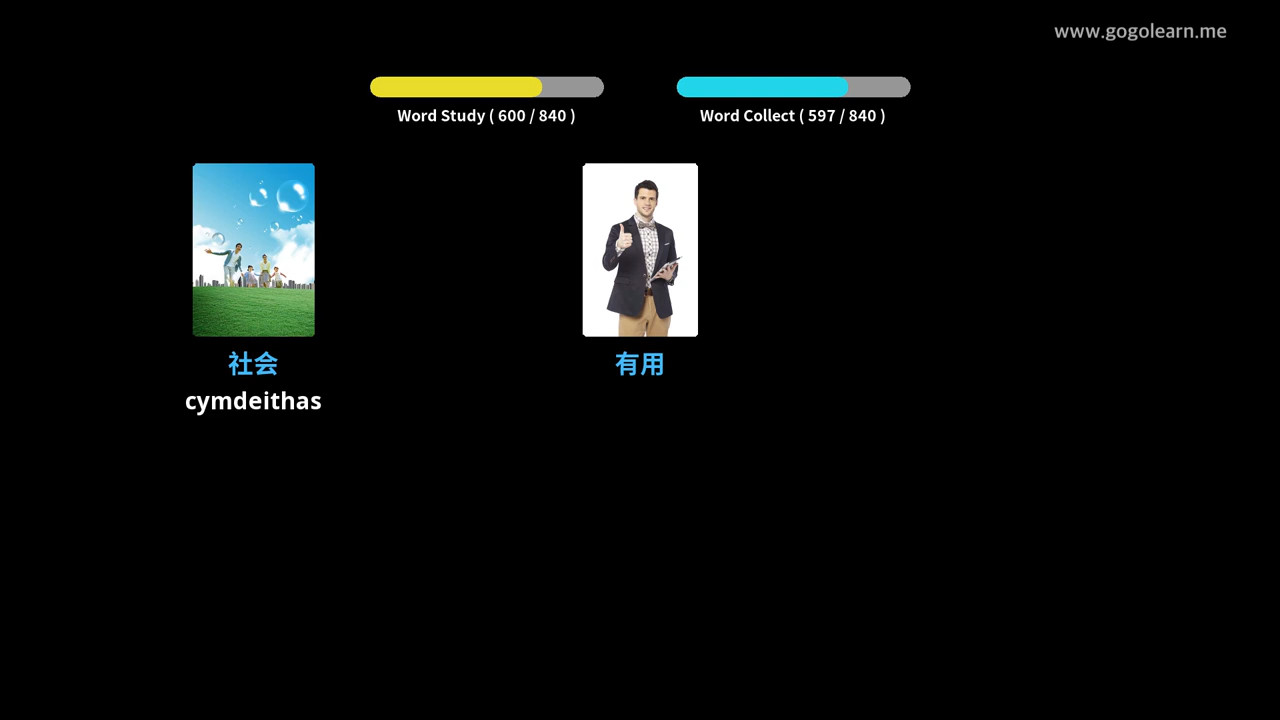 www.gogolearn.me
Word Study ( 600 / 840 )
Word Collect ( 597 / 840 )
社会
cymdeithas
有用